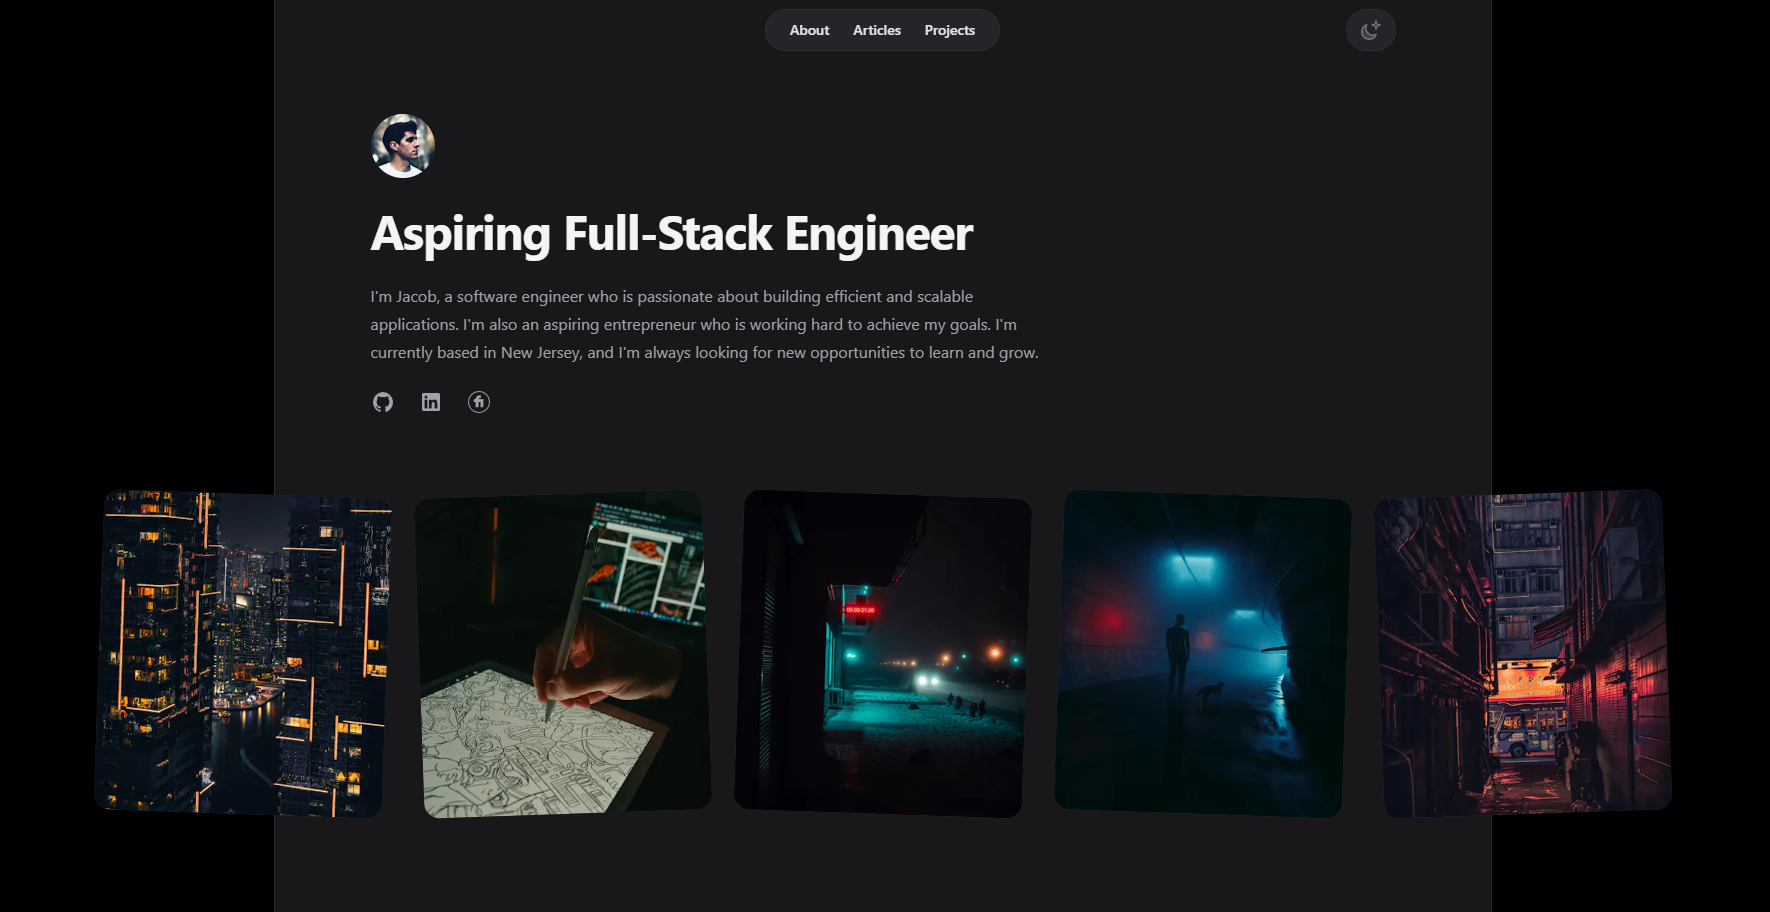 About Articles Projects
Aspiring Full-Stack Engineer
I'm Jacob, a software engineer who is passionate about building efficient and scalable
applications. I'm also an aspiring entrepreneur who is working hard to achieve my goals. I'm
currently based in New Jersey, and I'm always looking for new opportunities to learn and grow.
in
fi